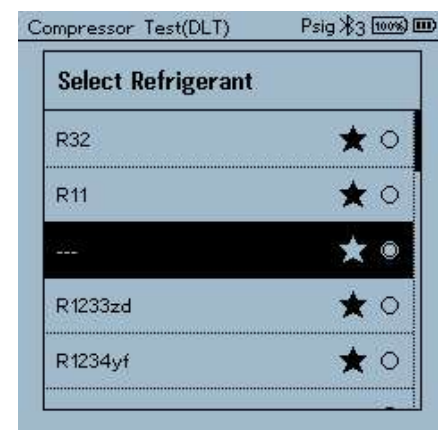 Compressor Test(DLT) Psig 3 100%
Select Refrigerant
R32
R11
---
R1233zd
R1234yf